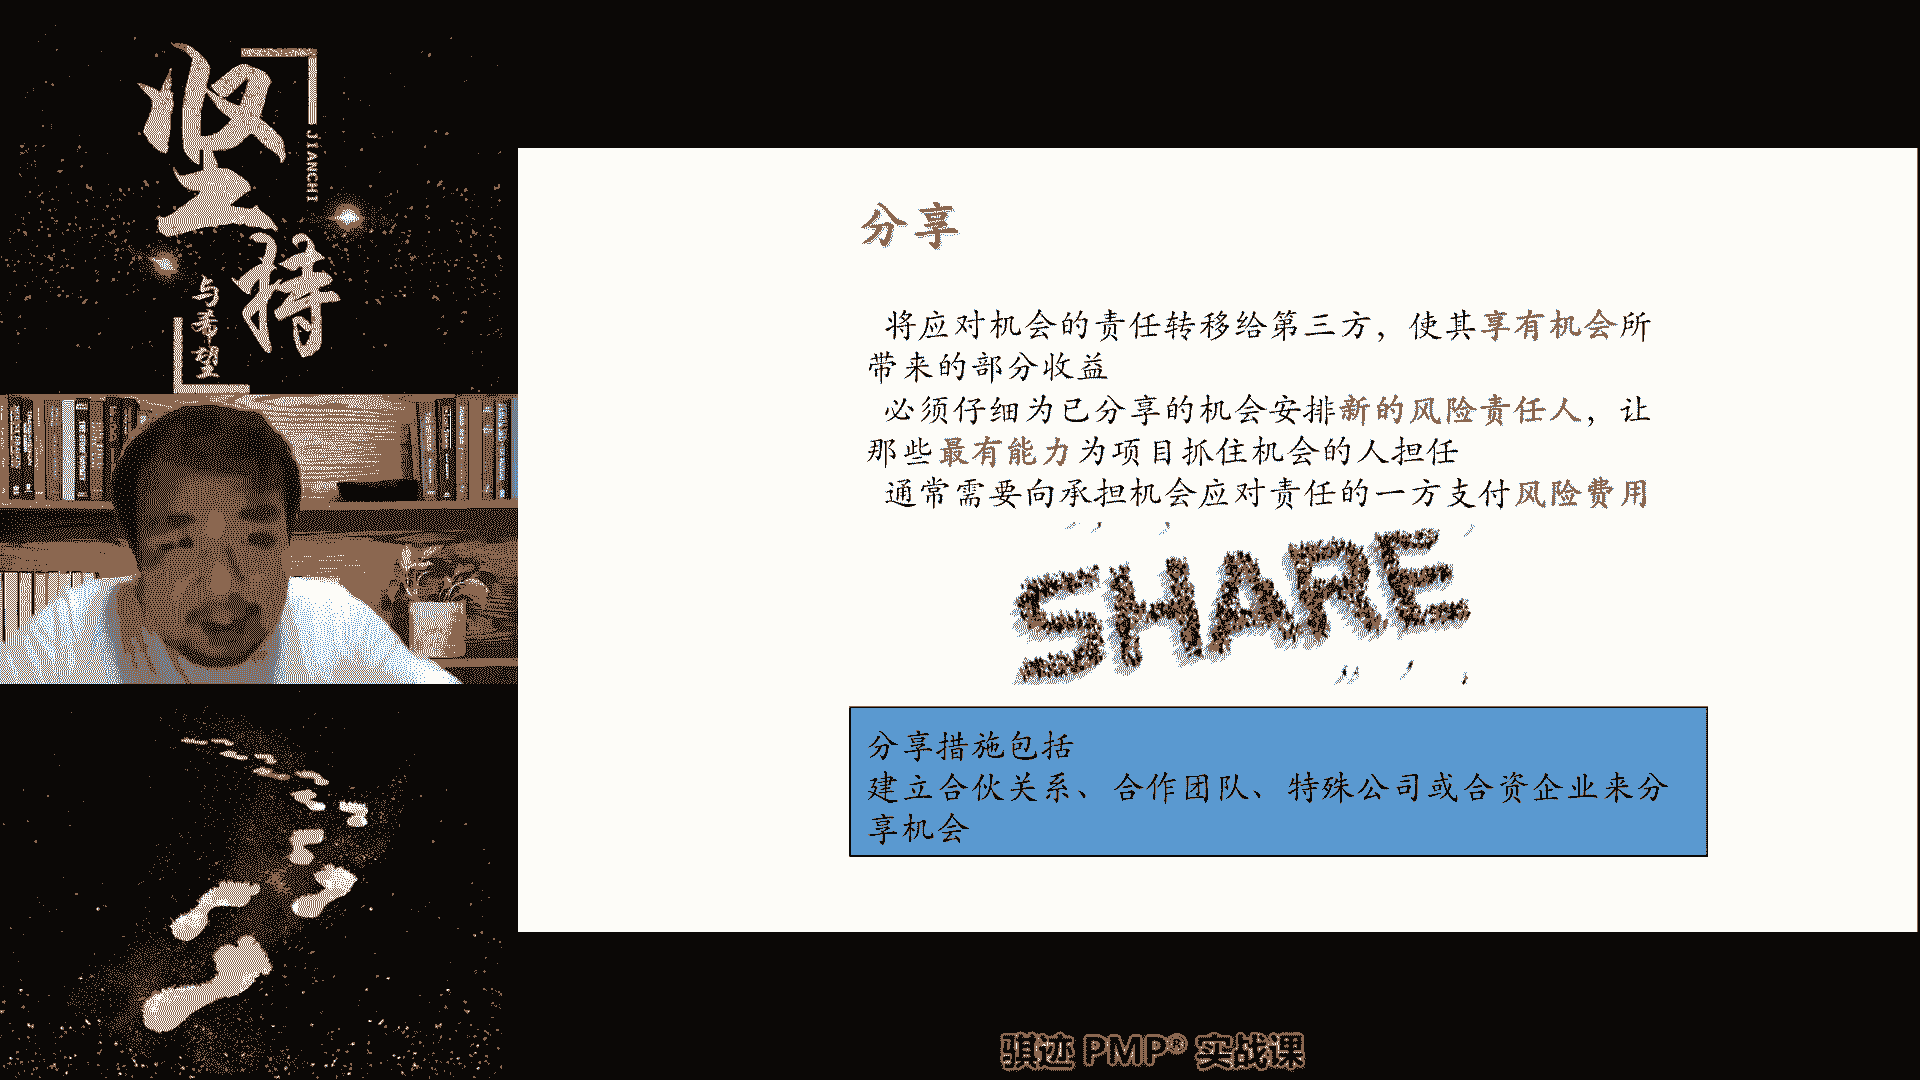 坚持
JIANCHI
与希望
分享
将应对机会的责任转移给第三方，使其享有机会所
带来的部分收益
必须仔细为已分享的机会安排新的风险责任人，让
那些最有能力为项目抓住机会的人担任
通常需要向承担机会应对责任的一方支付风险费用
SHARE
分享措施包括
建立合伙关系、合作团队、特殊公司或合资企业来分
享机会
骐迹 PMP® 实战课